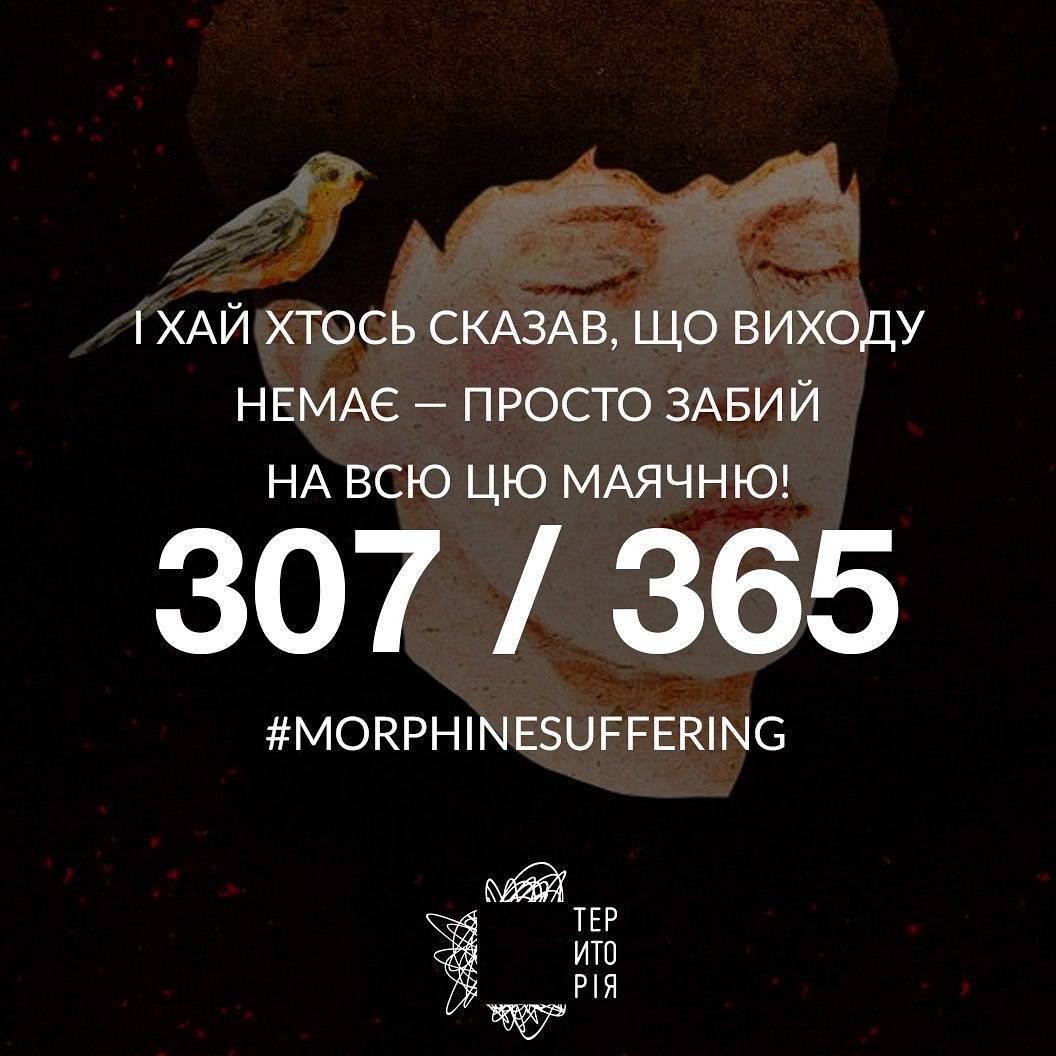 І ХАЙ ХТОСЬ СКАЗАВ, ЩО ВИХОДУ
НЕМАЄ — ПРОСТО ЗАБИЙ
НА ВСЮ ЦЮ МАЯЧНЮ!
307 / 365
#MORPHINESUFFERING
ТЕР
ИТО
РІЯ